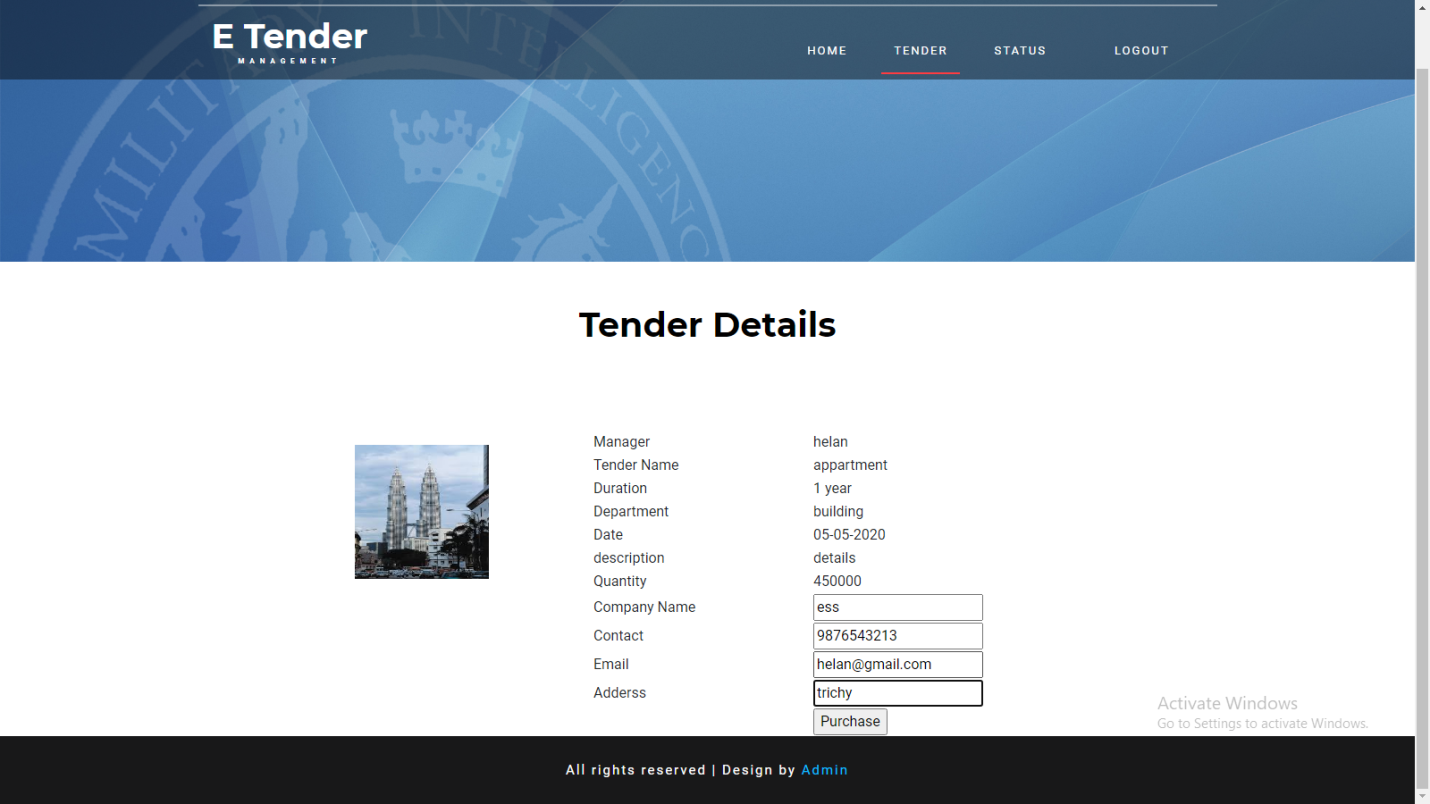 E Tender
MANAGEMENT
HOME
TENDER
STATUS
LOGOUT
MILITARY INTELLIGENC
Tender Details
Manager helan
Tender Name appartment
Duration 1 year
Department building
Date 05-05-2020
description details
Quantity 450000
Company Name ess
Contact 9876543213
Email helan@gmail.com
Adderss trichy
Purchase
Activate Windows
Go to Settings to activate Windows.
All rights reserved | Design by Admin